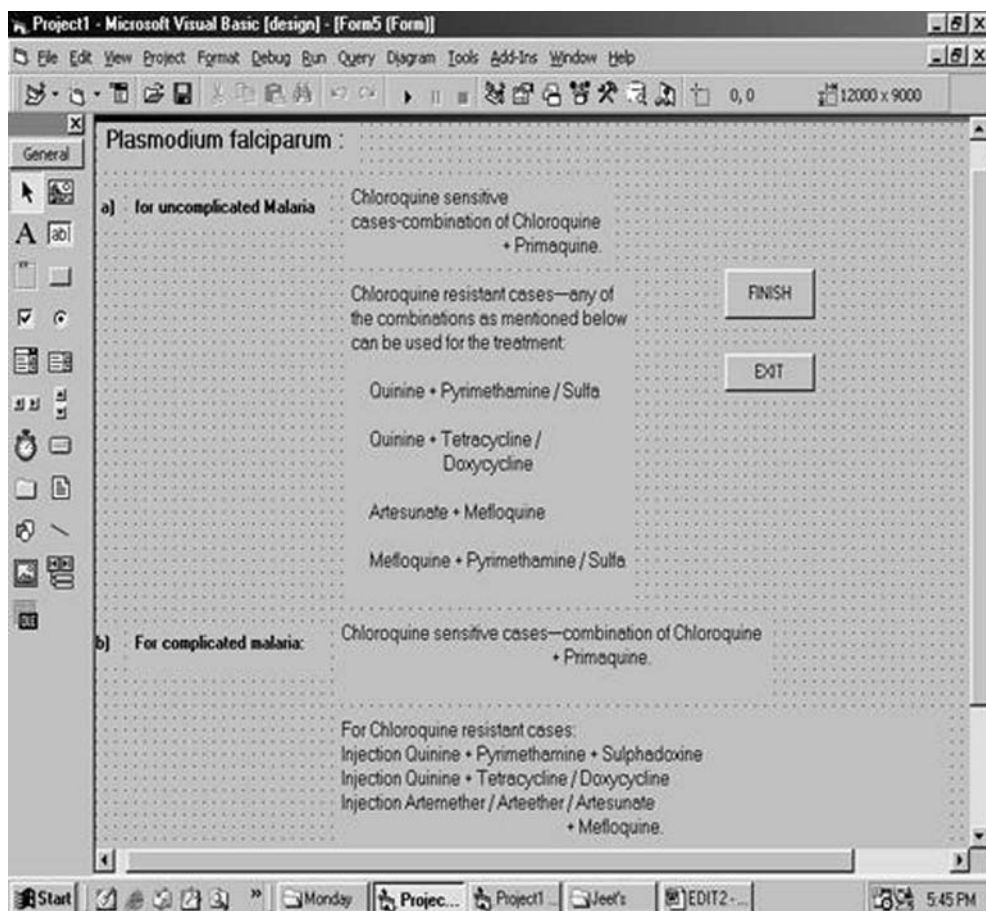 Project1 - Microsoft Visual Basic [design] - [Form5 (Form)]
File Edit View Project Format Debug Run Query Diagram Tools Add-Ins Window Help
0, 0 12000 x 9000
General
Plasmodium falciparum :
a) for uncomplicated Malaria
Chloroquine sensitive
cases-combination of Chloroquine
+ Primaquine.
Chloroquine resistant cases—any of
the combinations as mentioned below
can be used for the treatment:
Quinine + Pyrimethamine / Sulfa
Quinine + Tetracycline /
Doxycycline
Artesunate + Mefloquine
Mefloquine + Pyrimethamine / Sulfa
FINISH
EXIT
b) For complicated malaria:
Chloroquine sensitive cases—combination of Chloroquine
+ Primaquine.
For Chloroquine resistant cases:
Injection Quinine + Pyrimethamine + Sulphadoxine
Injection Quinine + Tetracycline / Doxycycline
Injection Artemether / Arteether / Artesunate
+ Mefloquine.
Start » Monday Projec... Project1 ... Jeet's EDIT2 -... 5:45 PM